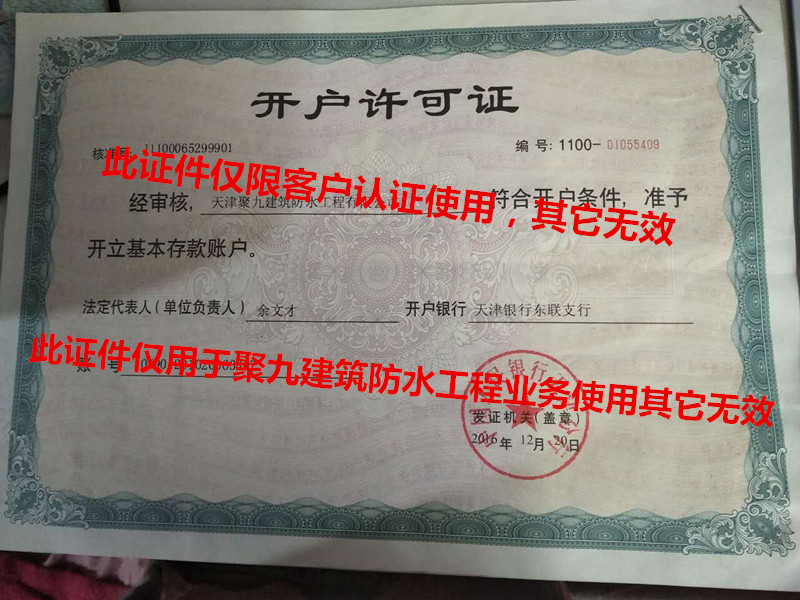 开户许可证
核准号: J1100065299901
编 号: 1100-01055409
此证件仅限客户认证使用，其它无效
经审核, 天津聚九建筑防水工程有限公司 符合开户条件, 准予
开立基本存款账户。
法定代表人(单位负责人) 余文才 开户银行 天津银行东联支行
此证件仅用于聚九建筑防水工程业务使用其它无效
账 号
发证机关(盖章)
2016年 12月 20日